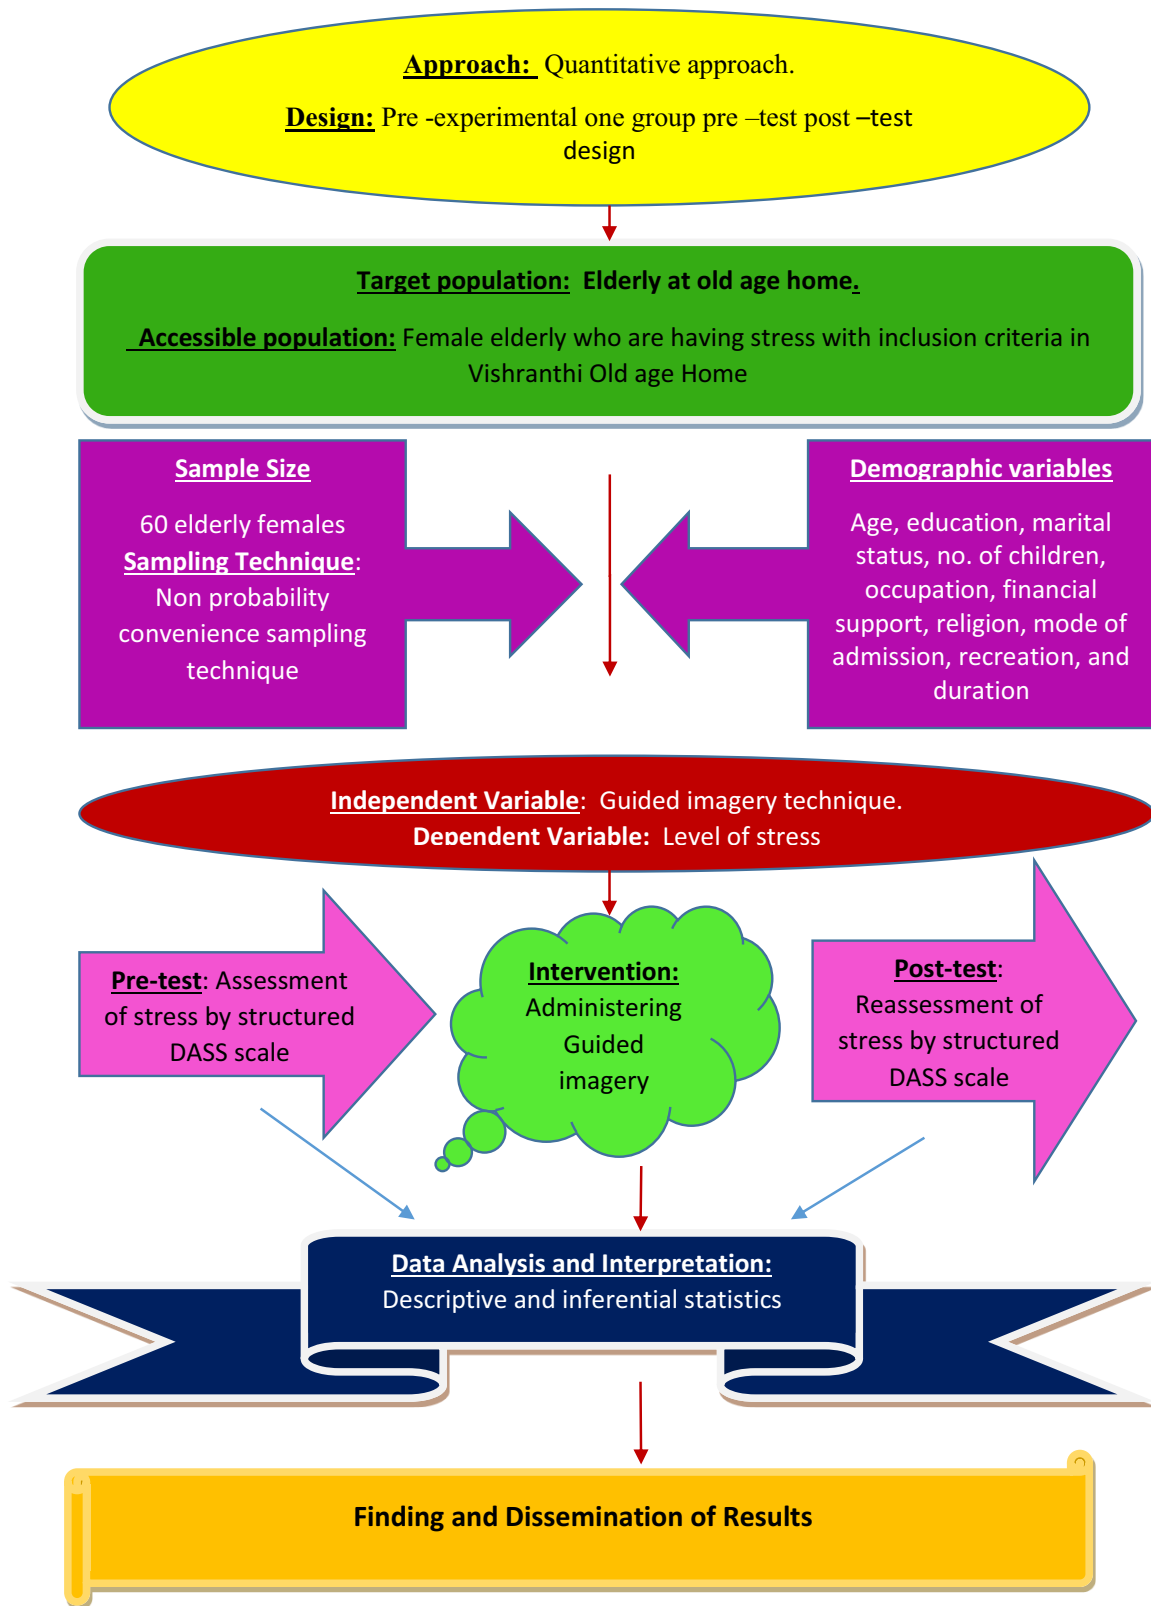 Approach: Quantitative approach.
Design: Pre -experimental one group pre –test post –test
design
Target population: Elderly at old age home.
Accessible population: Female elderly who are having stress with inclusion criteria in
Vishranthi Old age Home
Sample Size
60 elderly females
Sampling Technique:
Non probability
convenience sampling
technique
Demographic variables
Age, education, marital
status, no. of children,
occupation, financial
support, religion, mode of
admission, recreation, and
duration
Independent Variable: Guided imagery technique.
Dependent Variable: Level of stress
Pre-test: Assessment
of stress by structured
DASS scale
Intervention:
Administering
Guided
imagery
Post-test:
Reassessment of
stress by structured
DASS scale
Data Analysis and Interpretation:
Descriptive and inferential statistics
Finding and Dissemination of Results